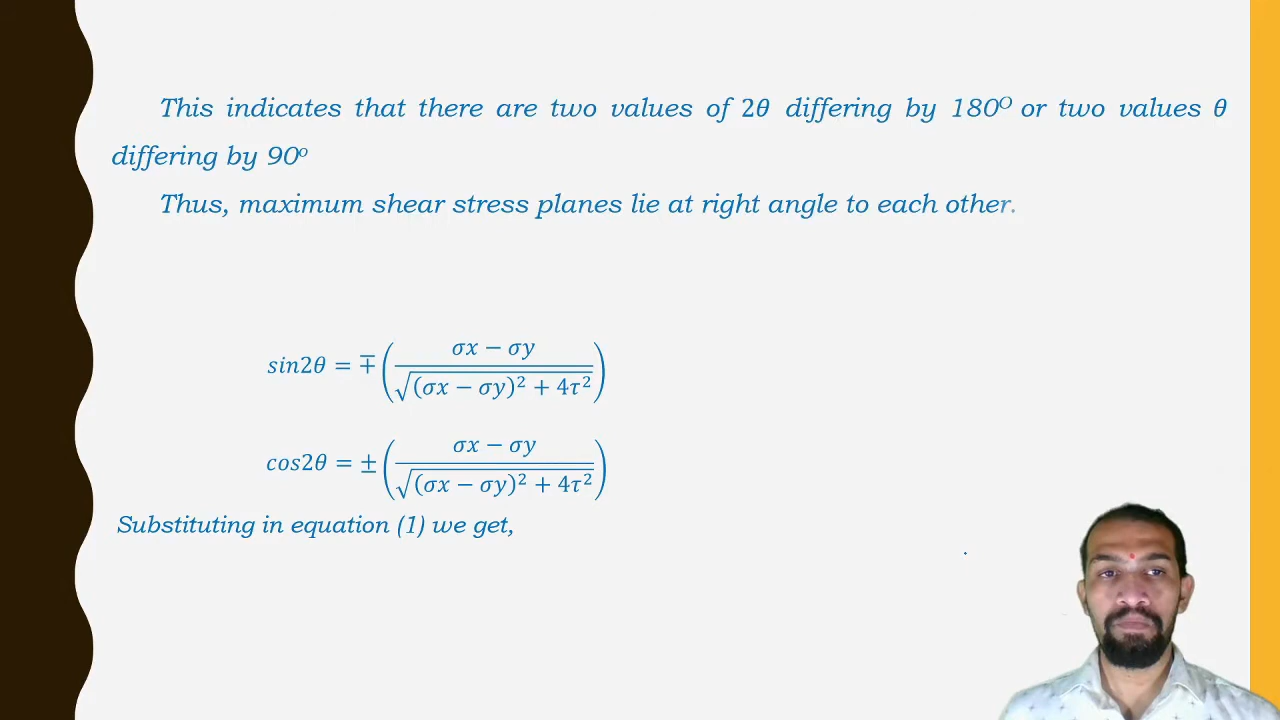 This indicates that there are two values of 2θ differing by 180ᴼ or two values θ
differing by 90ᵒ
Thus, maximum shear stress planes lie at right angle to each other.
sin2θ = ∓ ( (σx − σy) / √((σx − σy)² + 4τ²) )
cos2θ = ± ( (σx − σy) / √((σx − σy)² + 4τ²) )
Substituting in equation (1) we get,